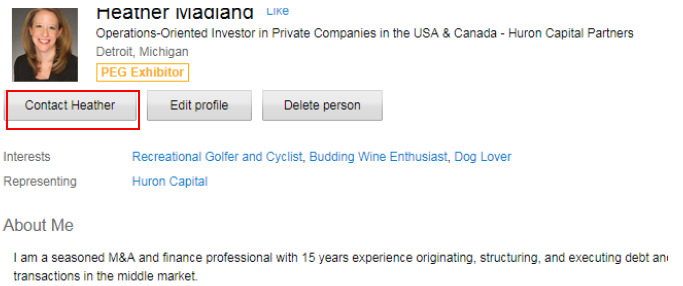 Heather Madland Like
Operations-Oriented Investor in Private Companies in the USA & Canada - Huron Capital Partners
Detroit, Michigan
PEG Exhibitor
Contact Heather Edit profile Delete person
Interests Recreational Golfer and Cyclist, Budding Wine Enthusiast, Dog Lover
Representing Huron Capital
About Me
I am a seasoned M&A and finance professional with 15 years experience originating, structuring, and executing debt and
transactions in the middle market.